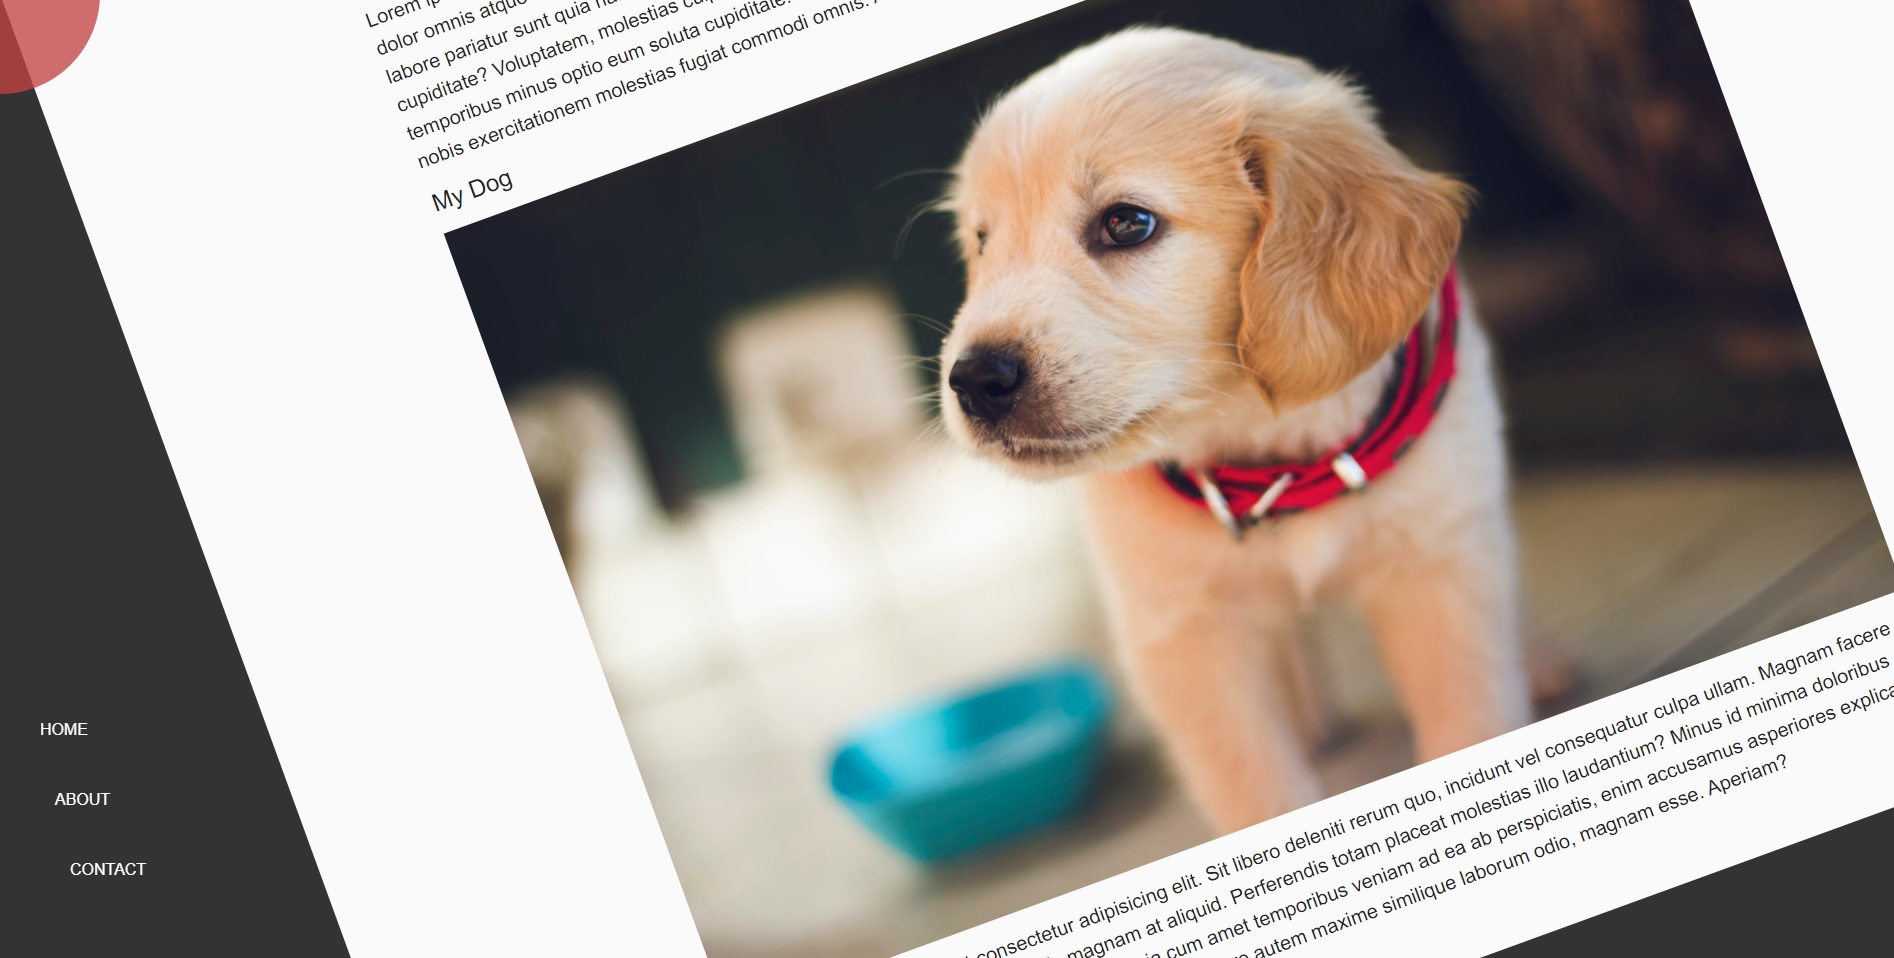 Lorem
dolor omnis atque
labore pariatur sunt quia
cupiditate? Voluptatem, molestias
temporibus minus optio eum soluta cupiditate.
nobis exercitationem molestias fugiat commodi omnis.
My Dog
consectetur adipisicing elit. Sit libero deleniti rerum quo, incidunt vel consequatur culpa ullam. Magnam facere
magnam at aliquid. Perferendis totam placeat molestias illo laudantium? Minus id minima doloribus
cum amet temporibus veniam ad ea ab perspiciatis, enim accusamus asperiores
autem maxime similique laborum odio, magnam esse. Aperiam?
HOME
ABOUT
CONTACT